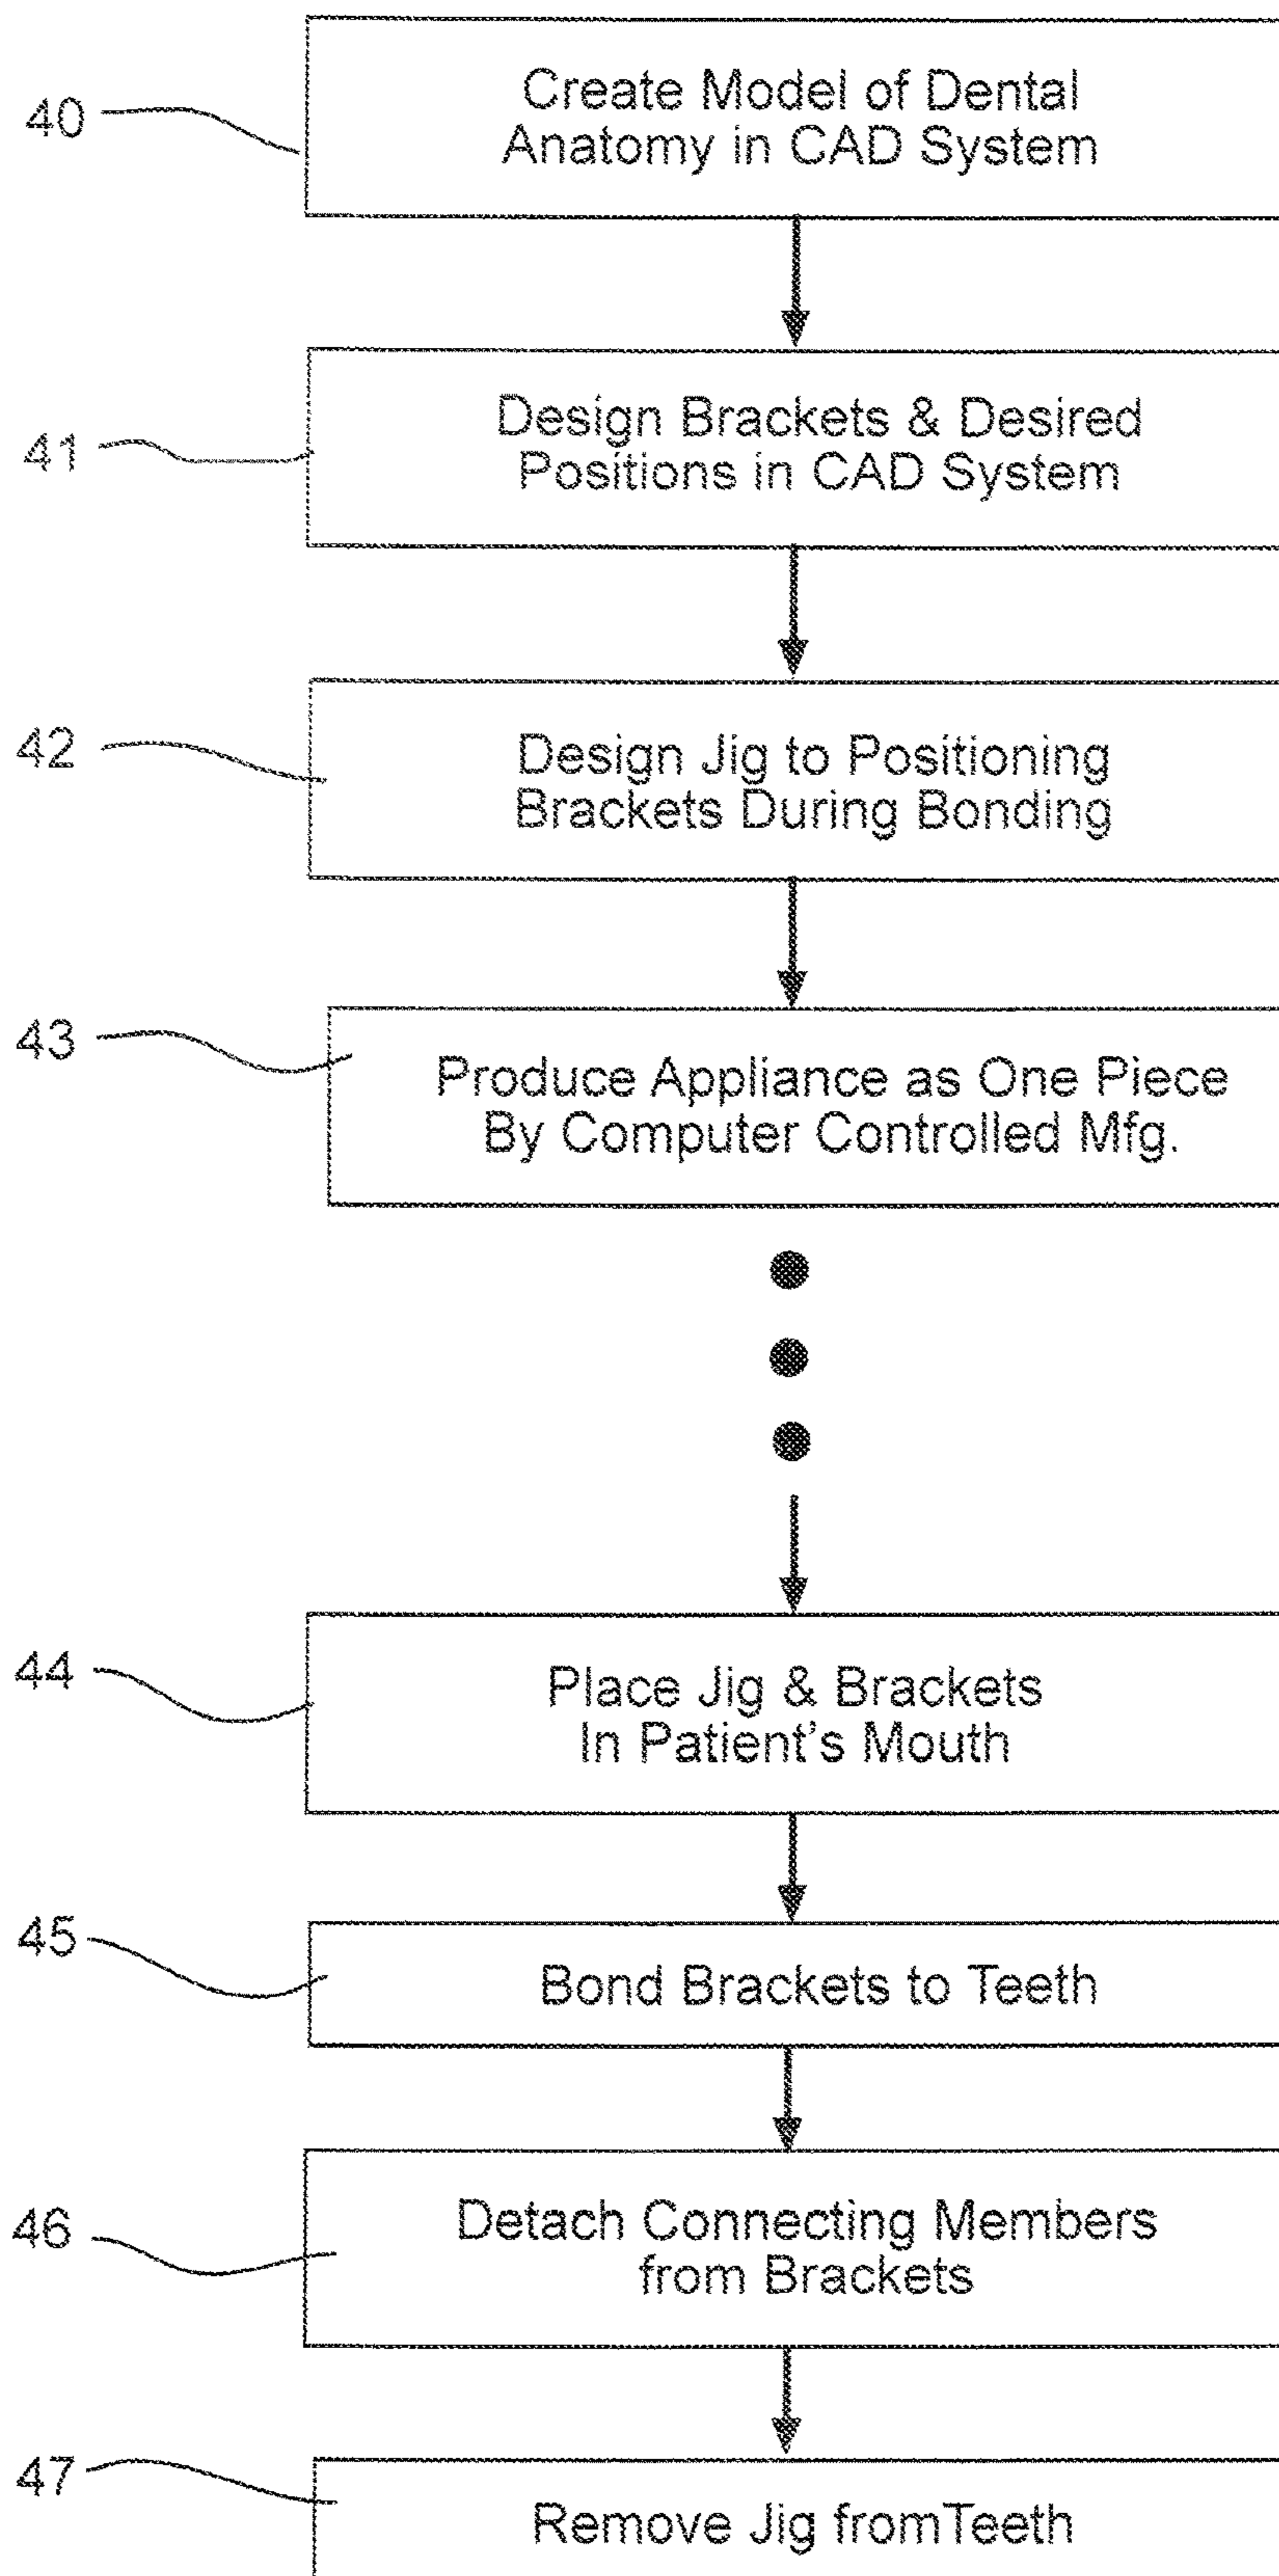 40
Create Model of Dental
Anatomy in CAD System
41
Design Brackets & Desired
Positions in CAD System
42
Design Jig to Positioning
Brackets During Bonding
43
Produce Appliance as One Piece
By Computer Controlled Mfg.
44
Place Jig & Brackets
In Patient's Mouth
45
Bond Brackets to Teeth
46
Detach Connecting Members
from Brackets
47
Remove Jig fromTeeth